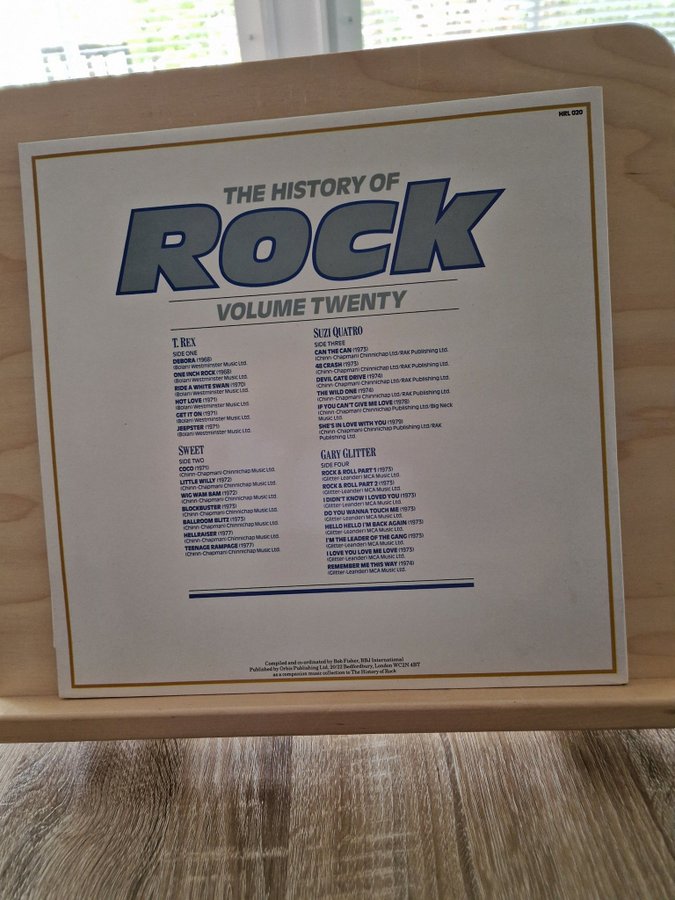 HRL 020
THE HISTORY OF
ROCK
VOLUME TWENTY
T. REX
SIDE ONE
DEBORA (1968)
(Bolan) Westminster Music Ltd.
ONE INCH ROCK (1968)
(Bolan) Westminster Music Ltd.
RIDE A WHITE SWAN (1970)
(Bolan) Westminster Music Ltd.
HOT LOVE (1971)
(Bolan) Westminster Music Ltd.
GET IT ON (1971)
(Bolan) Westminster Music Ltd.
JEEPSTER (1971)
(Bolan) Westminster Music Ltd.
SWEET
SIDE TWO
COCO (1971)
(Chinn-Chapman) Chinnichap Music Ltd.
LITTLE WILLY (1972)
(Chinn-Chapman) Chinnichap Music Ltd.
WIG WAM BAM (1972)
(Chinn-Chapman) Chinnichap Music Ltd.
BLOCKBUSTER (1973)
(Chinn-Chapman) Chinnichap Music Ltd.
BALLROOM BLITZ (1973)
(Chinn-Chapman) Chinnichap Music Ltd.
HELLRAISER (1977)
(Chinn-Chapman) Chinnichap Music Ltd.
TEENAGE RAMPAGE (1977)
(Chinn-Chapman) Chinnichap Music Ltd.
SUZI QUATRO
SIDE THREE
CAN THE CAN (1973)
(Chinn-Chapman) Chinnichap Ltd/RAK Publishing Ltd.
48 CRASH (1973)
(Chinn-Chapman) Chinnichap Ltd/RAK Publishing Ltd.
DEVIL GATE DRIVE (1974)
(Chinn-Chapman) Chinnichap Ltd/RAK Publishing Ltd.
THE WILD ONE (1974)
(Chinn-Chapman) Chinnichap Ltd/RAK Publishing Ltd.
IF YOU CAN'T GIVE ME LOVE (1978)
(Chinn-Chapman) Chinnichap Publishing Ltd/Big Neck
Music Ltd.
SHE'S IN LOVE WITH YOU (1979)
(Chinn-Chapman) Chinnichap Publishing Ltd/RAK
Publishing Ltd.
GARY GLITTER
SIDE FOUR
ROCK & ROLL PART 1 (1973)
(Glitter-Leander) MCA Music Ltd.
ROCK & ROLL PART 2 (1973)
(Glitter-Leander) MCA Music Ltd.
I DIDN'T KNOW I LOVED YOU (1973)
(Glitter-Leander) MCA Music Ltd.
DO YOU WANNA TOUCH ME (1973)
(Glitter-Leander) MCA Music Ltd.
HELLO HELLO I'M BACK AGAIN (1973)
(Glitter-Leander) MCA Music Ltd.
I'M THE LEADER OF THE GANG (1973)
(Glitter-Leander) MCA Music Ltd.
I LOVE YOU LOVE ME LOVE (1973)
(Glitter-Leander) MCA Music Ltd.
REMEMBER ME THIS WAY (1974)
(Glitter-Leander) MCA Music Ltd.
Compiled and co-ordinated by Bob Fisher, BBJ International
Published by Orbis Publishing Ltd, 20/22 Bedfordbury, London WC2N 4BT
as a companion music collection to The History of Rock